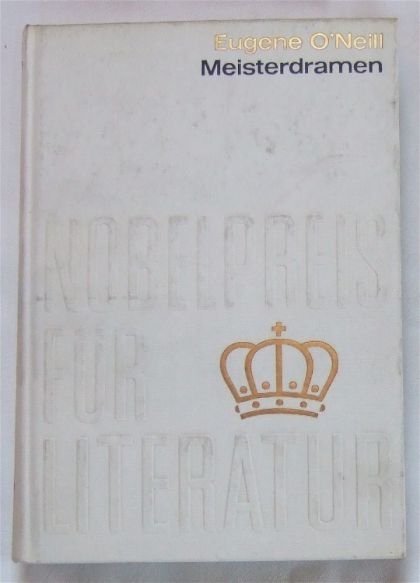 Eugene O'Neill
Meisterdramen
NOBELPREIS
FÜR
LITERATUR